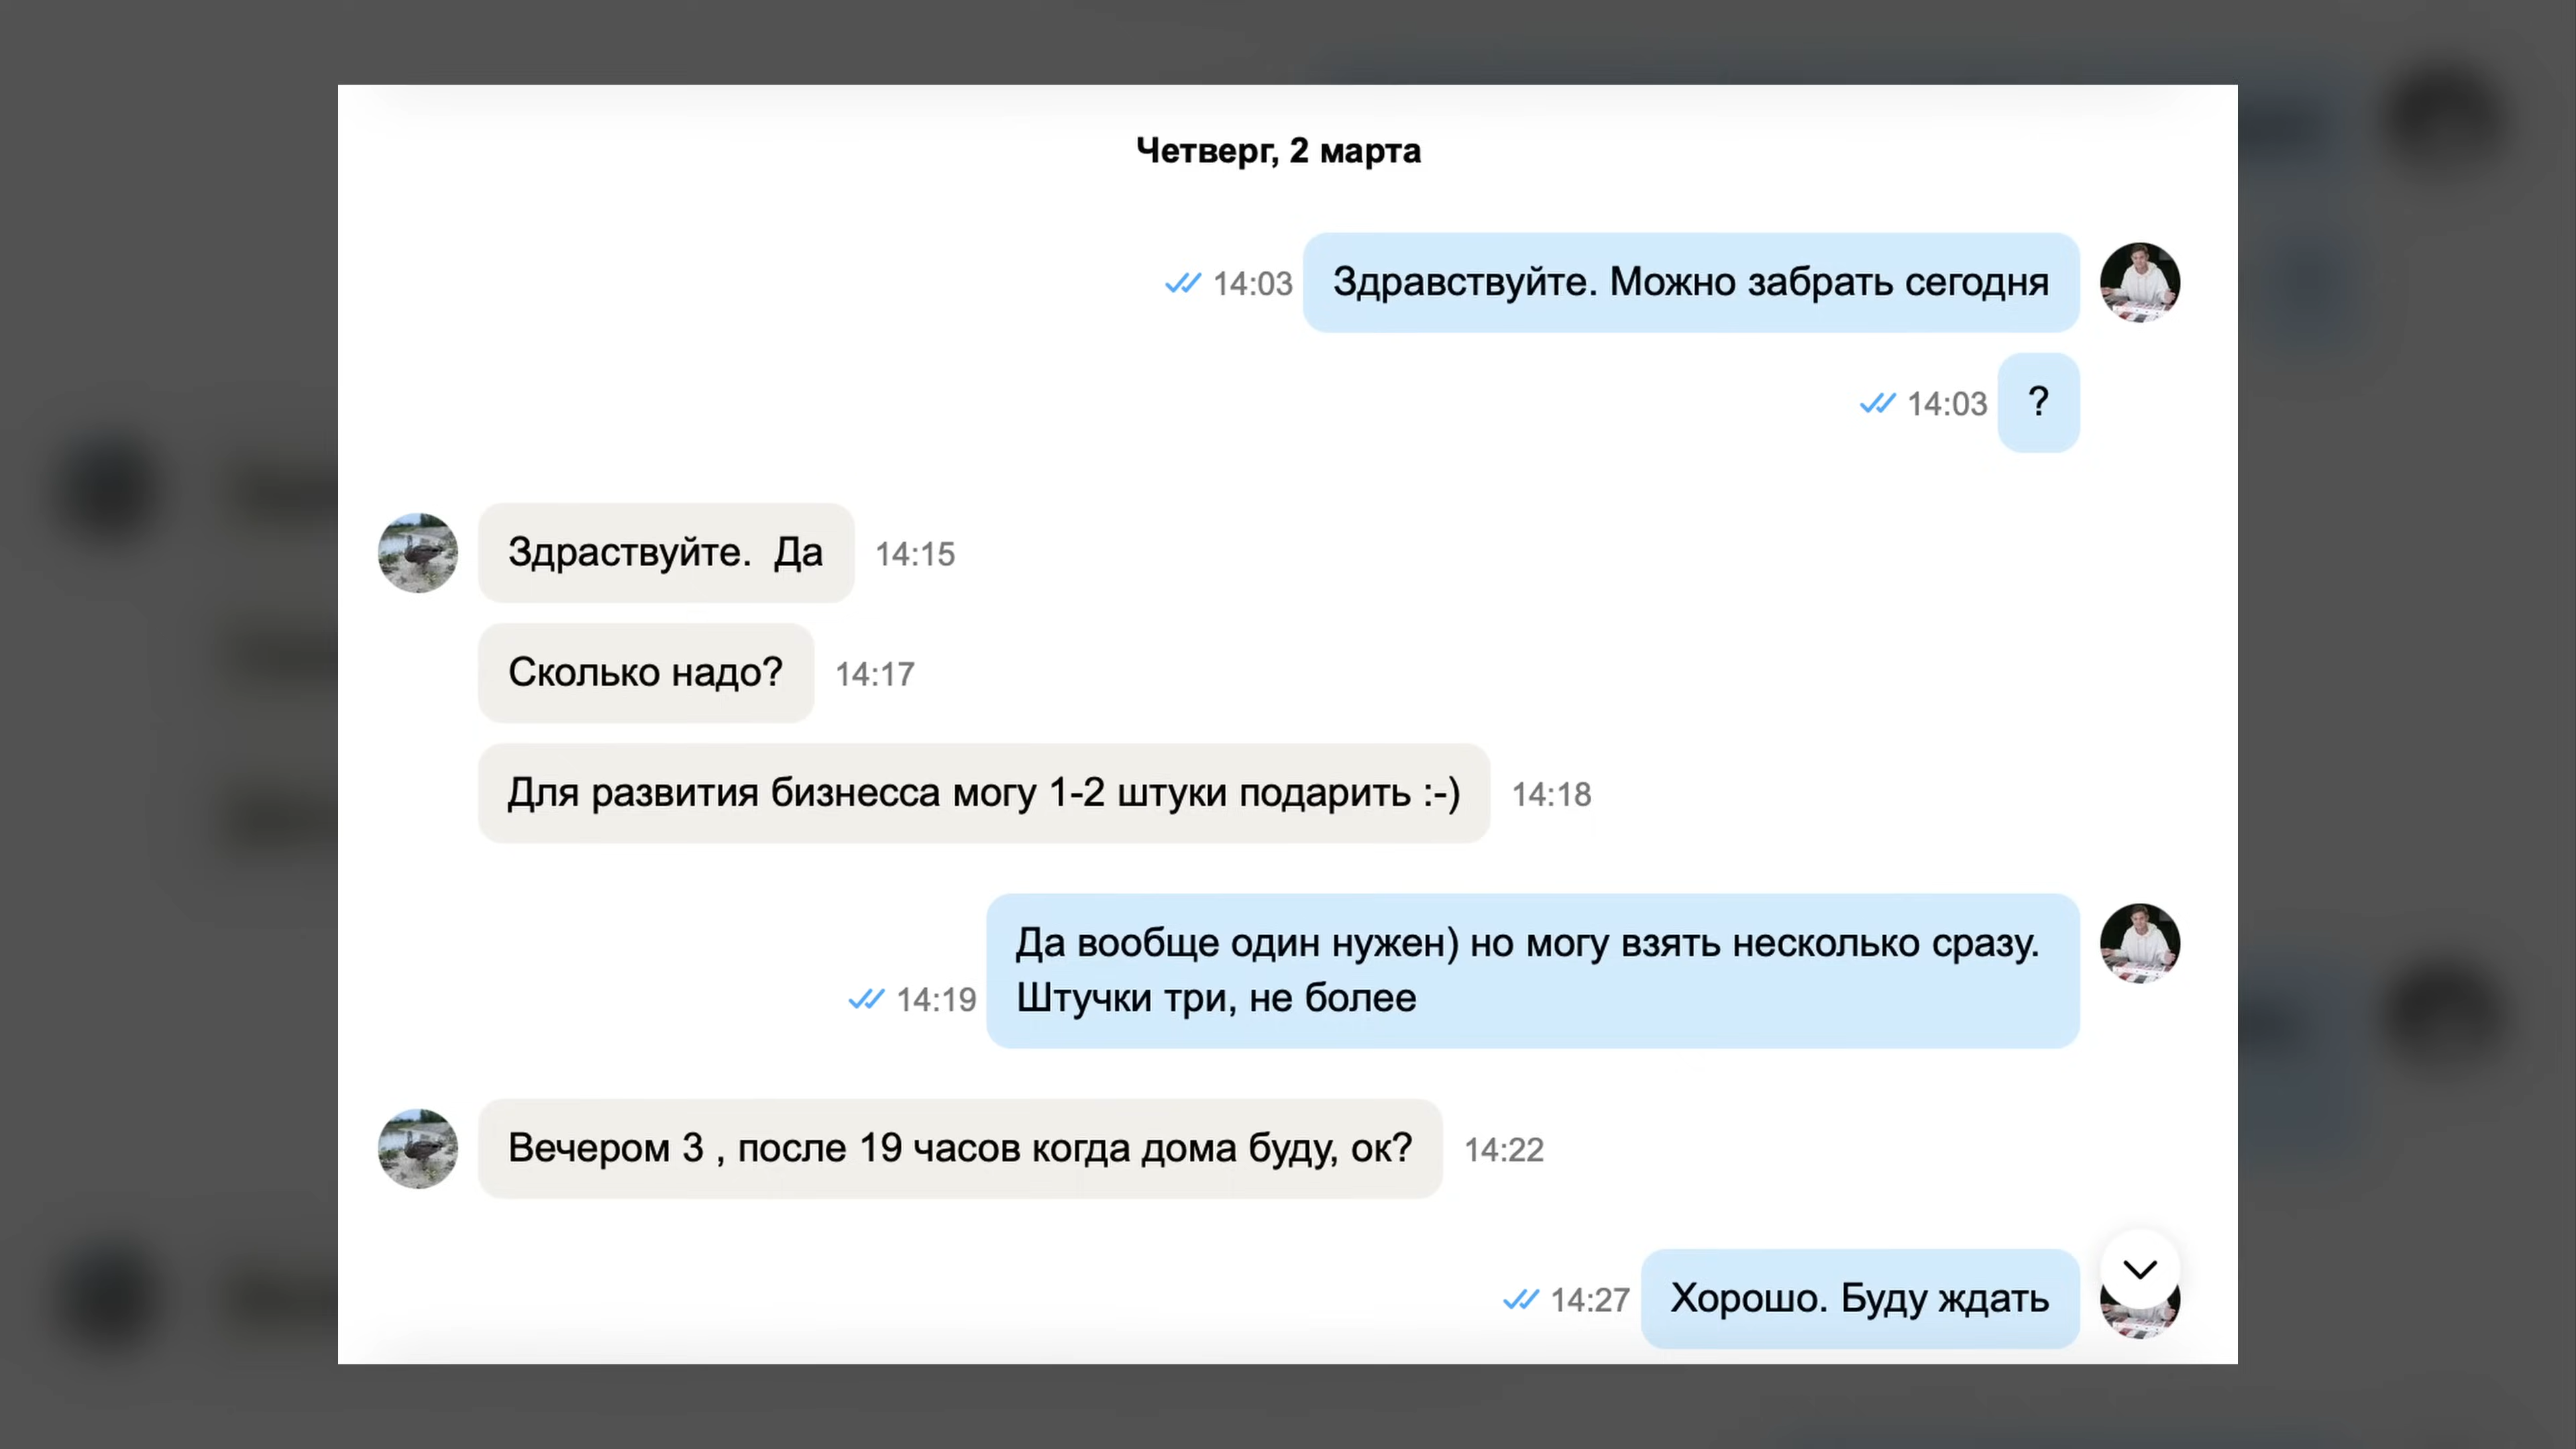 Четверг, 2 марта
14:03 Здравствуйте. Можно забрать сегодня
14:03 ?
Здраствуйте.  Да 14:15
Сколько надо? 14:17
Для развития бизнесса могу 1-2 штуки подарить :-) 14:18
Да вообще один нужен) но могу взять несколько сразу.
14:19 Штучки три, не более
Вечером 3 , после 19 часов когда дома буду, ок? 14:22
14:27 Хорошо. Буду ждать